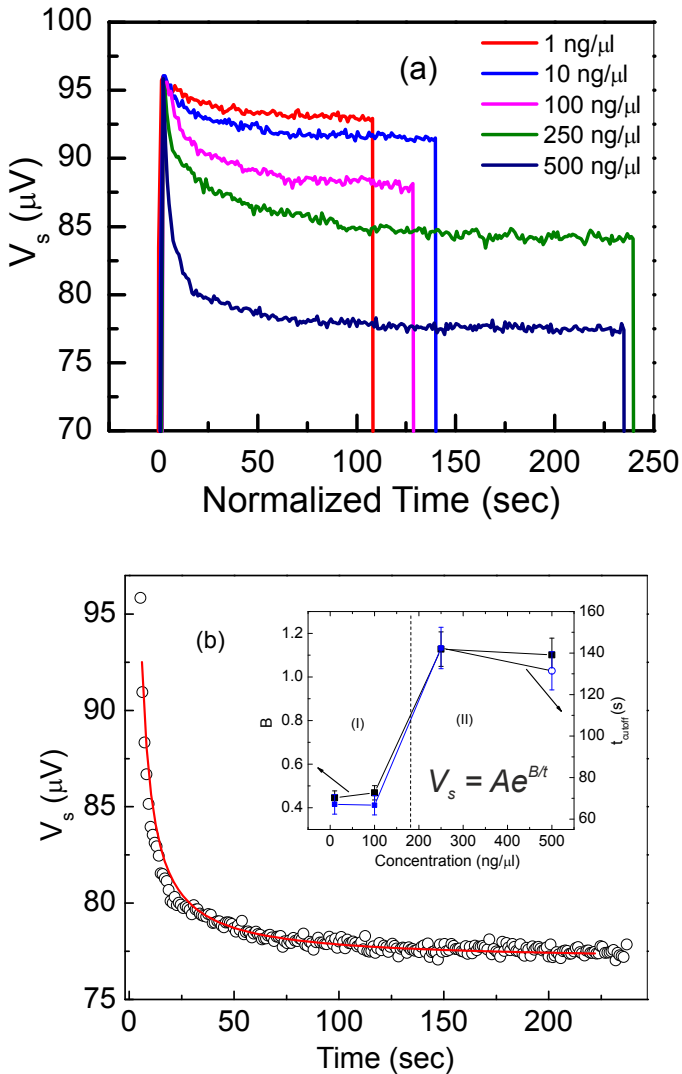 (a)
1 ng/μl
10 ng/μl
100 ng/μl
250 ng/μl
500 ng/μl
100
95
90
85
80
75
70
V_s (μV)
0 50 100 150 200 250
Normalized Time (sec)
(b)
95
90
85
80
75
V_s (μV)
0 50 100 150 200
Time (sec)
1.2
1.0
0.8
0.6
0.4
B
(I)
(II)
160
140
120
100
80
60
t_cutoff (s)
V_s = Ae^{B/t}
0 100 200 300 400 500
Concentration (ng/μl)